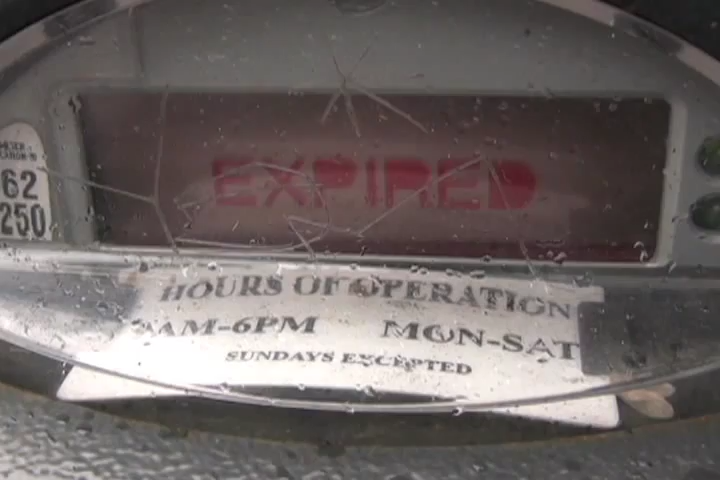 62
250
EXPIRED
HOURS OF OPERATION
AM-6PM MON-SAT
SUNDAYS EXCEPTED